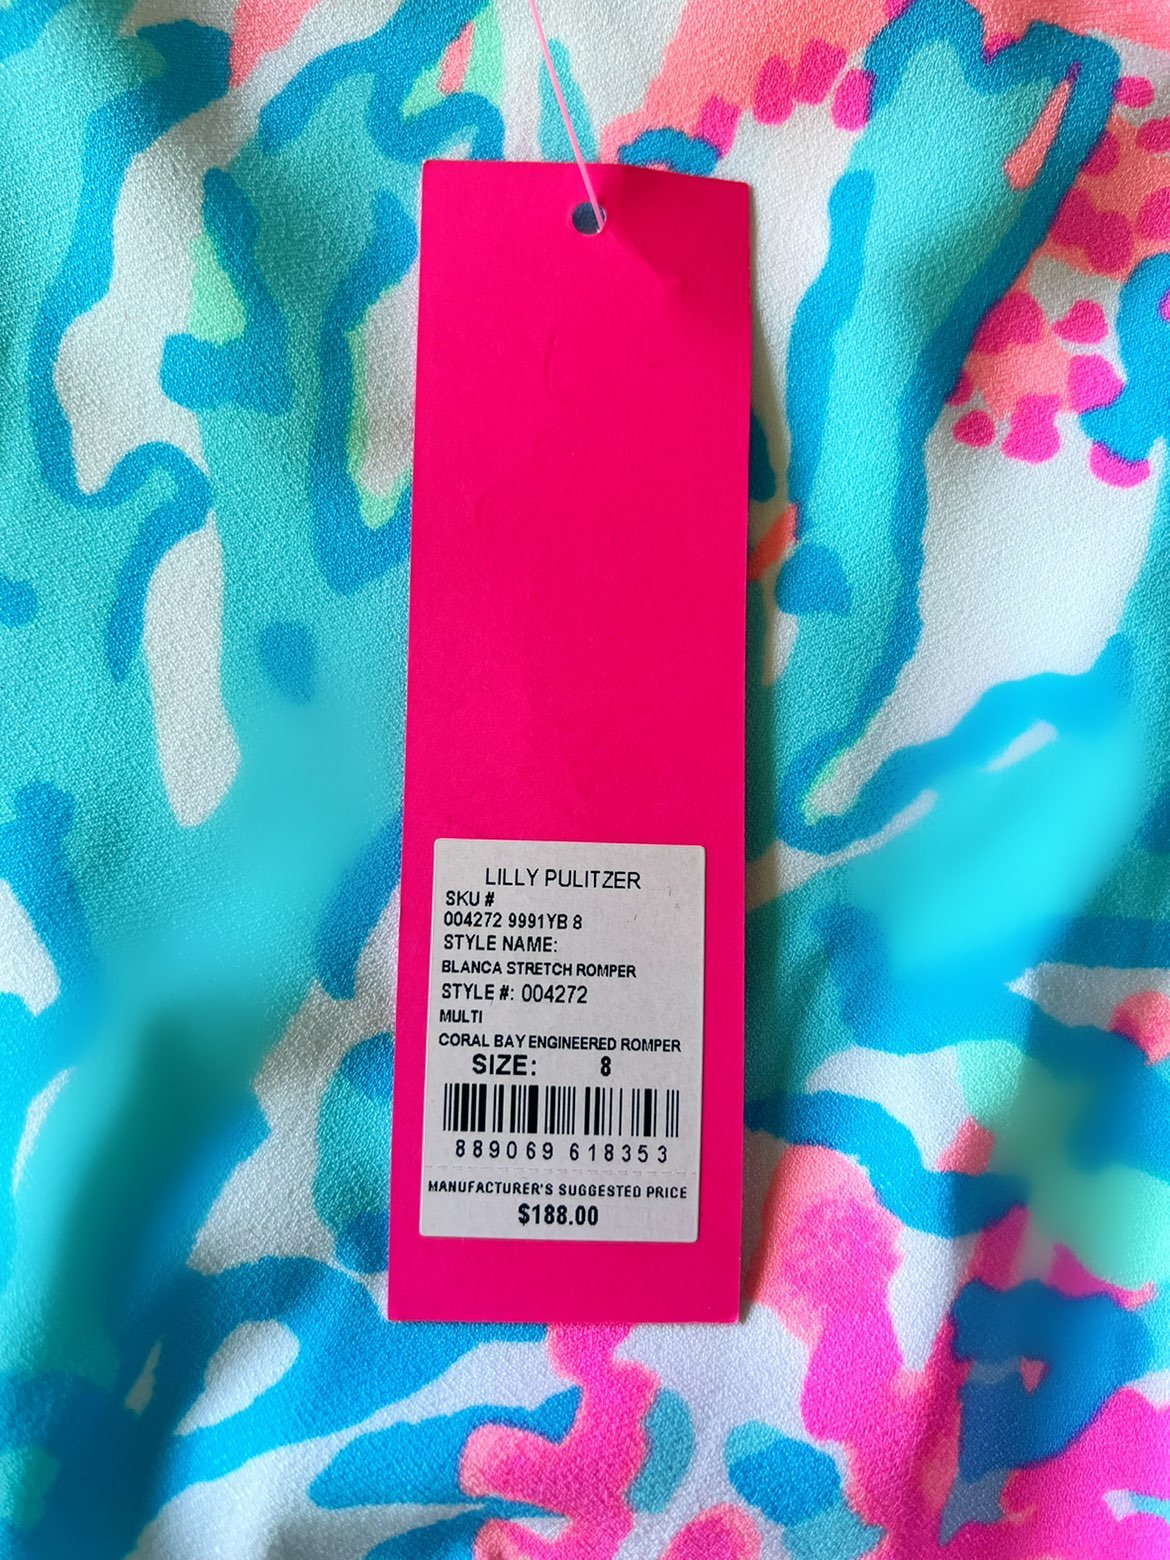 LILLY PULITZER
SKU #
004272 9991YB 8
STYLE NAME:
BLANCA STRETCH ROMPER
STYLE #: 004272
MULTI
CORAL BAY ENGINEERED ROMPER
SIZE: 8
889069 618353
MANUFACTURER'S SUGGESTED PRICE
$188.00